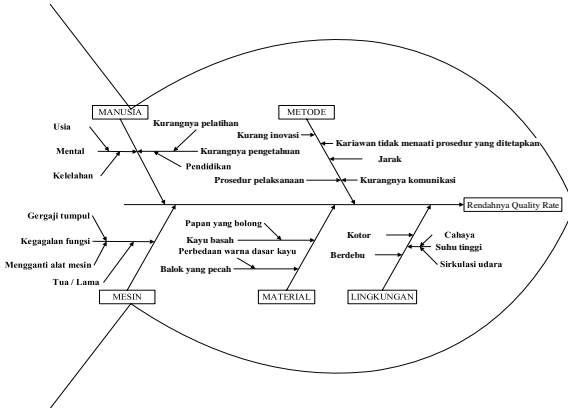 MANUSIA
METODE
Usia
Kurangnya pelatihan
Kurang inovasi
Kariawan tidak menaati prosedur yang ditetapkan
Mental
Kurangnya pengetahuan
Jarak
Pendidikan
Kelelahan
Prosedur pelaksanaan
Kurangnya komunikasi
Rendahnya Quality Rate
Gergaji tumpul
Papan yang bolong
Kegagalan fungsi
Kayu basah
Kotor
Cahaya
Suhu tinggi
Perbedaan warna dasar kayu
Berdebu
Sirkulasi udara
Mengganti alat mesin
Balok yang pecah
Tua / Lama
MESIN
MATERIAL
LINGKUNGAN